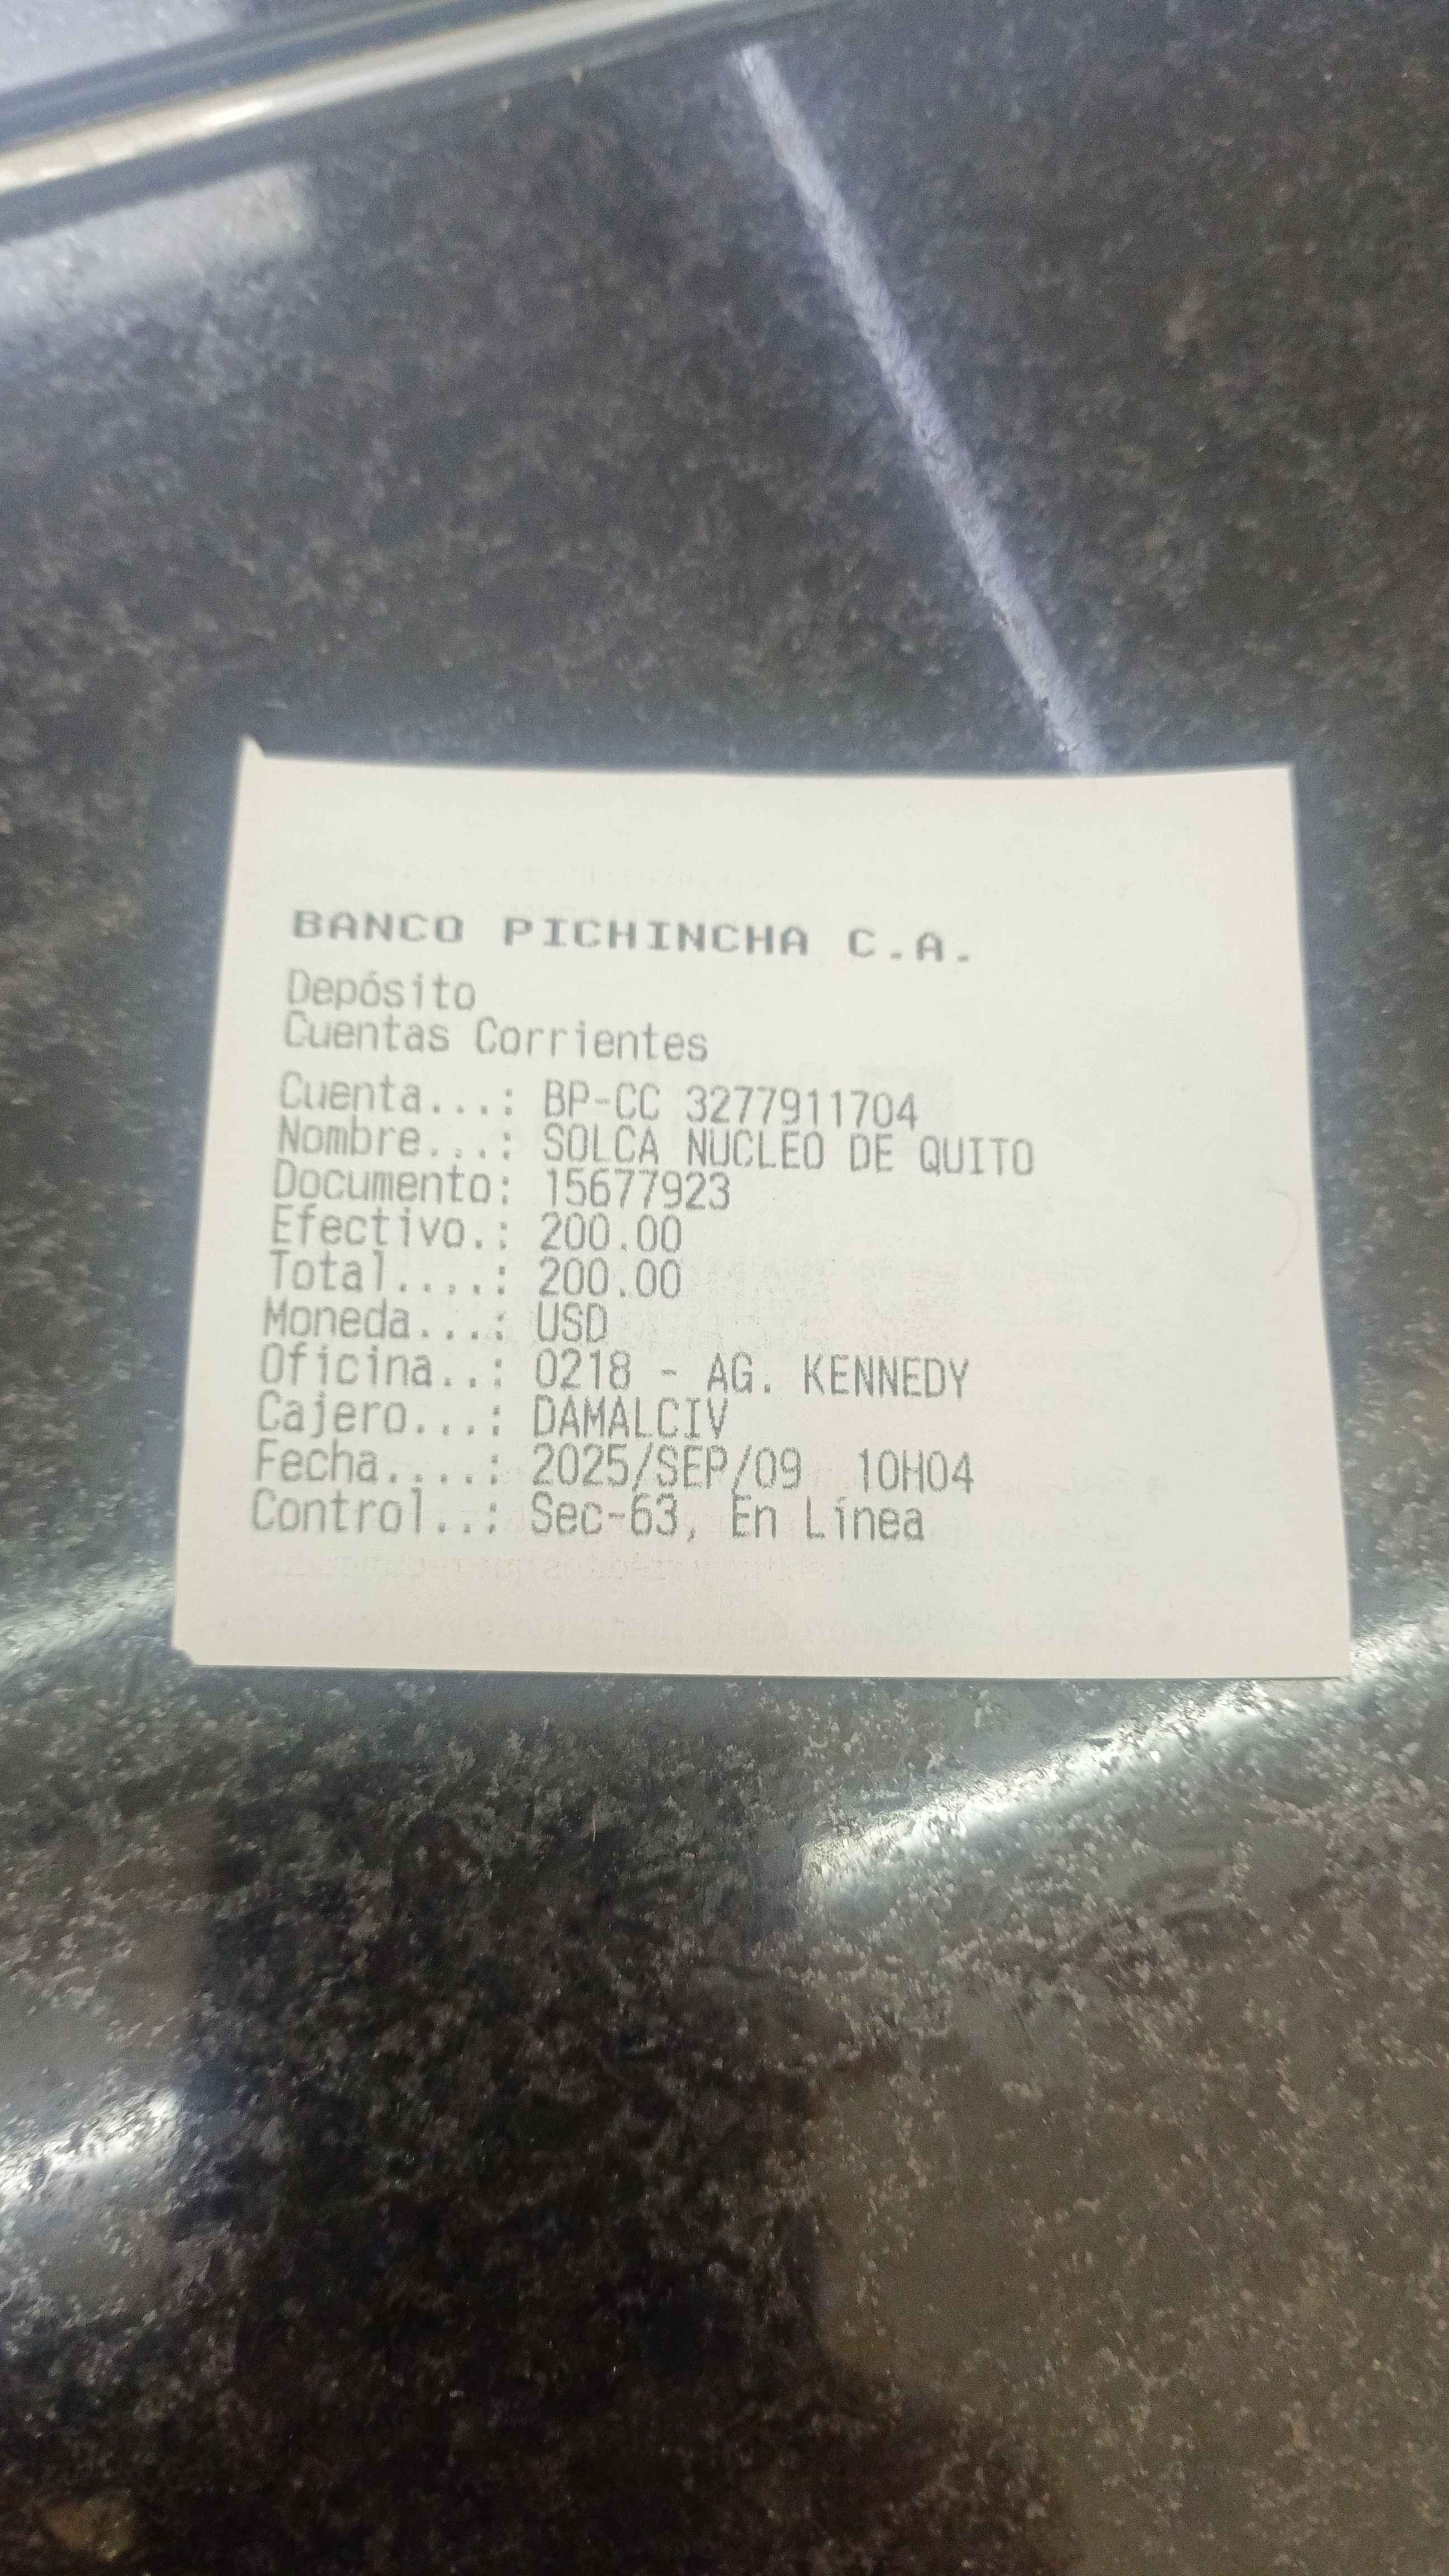 BANCO PICHINCHA C.A.
Depósito
Cuentas Corrientes
Cuenta...: BP-CC 3277911704
Nombre...: SOLCA NUCLEO DE QUITO
Documento: 15677923
Efectivo.: 200.00
Total....: 200.00
Moneda...: USD
Oficina..: 0218 - AG. KENNEDY
Cajero...: DAMALCIV
Fecha....: 2025/SEP/09 10H04
Control..: Sec-63, En Línea